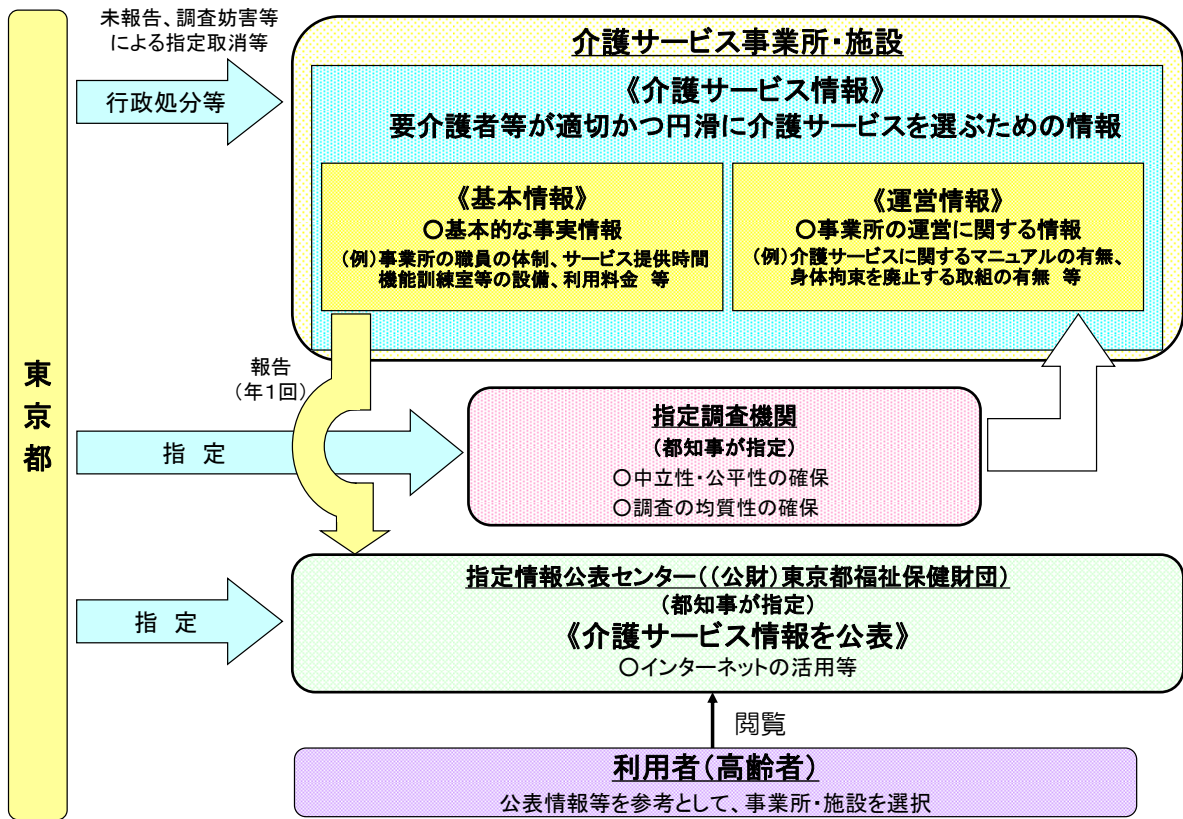 東京都
未報告、調査妨害等
による指定取消等
行政処分等
介護サービス事業所・施設
《介護サービス情報》
要介護者等が適切かつ円滑に介護サービスを選ぶための情報
《基本情報》
○基本的な事実情報
(例)事業所の職員の体制、サービス提供時間
機能訓練室等の設備、利用料金 等
《運営情報》
○事業所の運営に関する情報
(例)介護サービスに関するマニュアルの有無、
身体拘束を廃止する取組の有無 等
報告
(年1回)
指 定
指定調査機関
(都知事が指定)
○中立性・公平性の確保
○調査の均質性の確保
指 定
指定情報公表センター((公財)東京都福祉保健財団)
(都知事が指定)
《介護サービス情報を公表》
○インターネットの活用等
閲覧
利用者(高齢者)
公表情報等を参考として、事業所・施設を選択